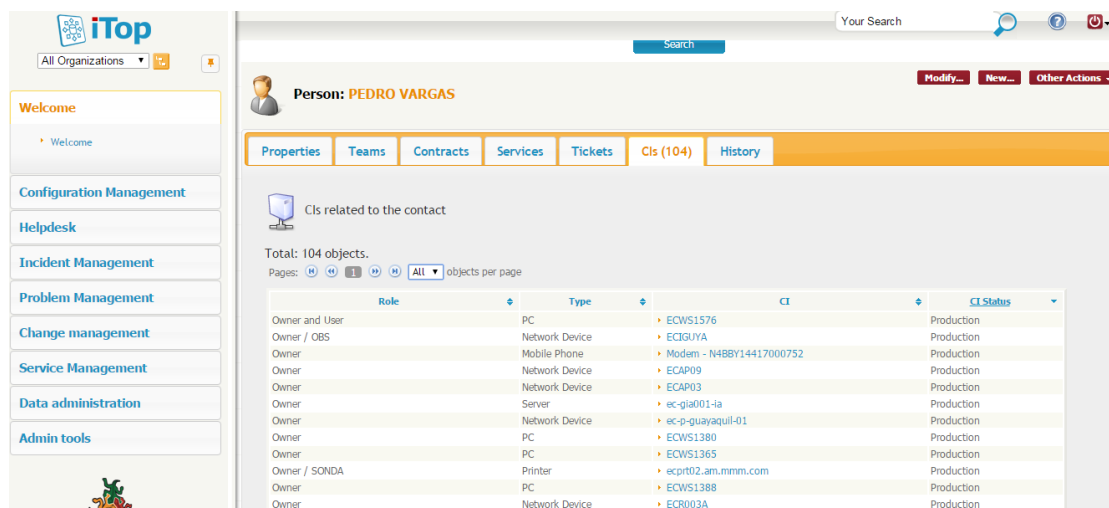 iTop
Your Search
All Organizations
Search
Modify... New... Other Actions
Person: PEDRO VARGAS
Welcome
Welcome
Properties Teams Contracts Services Tickets CIs (104) History
Configuration Management
CIs related to the contact
Helpdesk
Total: 104 objects.
Incident Management
Pages: 1 All objects per page
Problem Management
Role Type CI CI Status
Owner and User PC ECWS1576 Production
Change management
Owner / OBS Network Device ECIGUYA Production
Owner Mobile Phone Modem - N4BBY14417000752 Production
Service Management
Owner Network Device ECAP09 Production
Owner Network Device ECAP03 Production
Data administration
Owner Server ec-gia001-ia Production
Owner Network Device ec-p-guayaquil-01 Production
Admin tools
Owner PC ECWS1380 Production
Owner PC ECWS1365 Production
Owner / SONDA Printer ecprt02.am.mmm.com Production
Owner PC ECWS1388 Production
Owner Network Device ECR003A Production